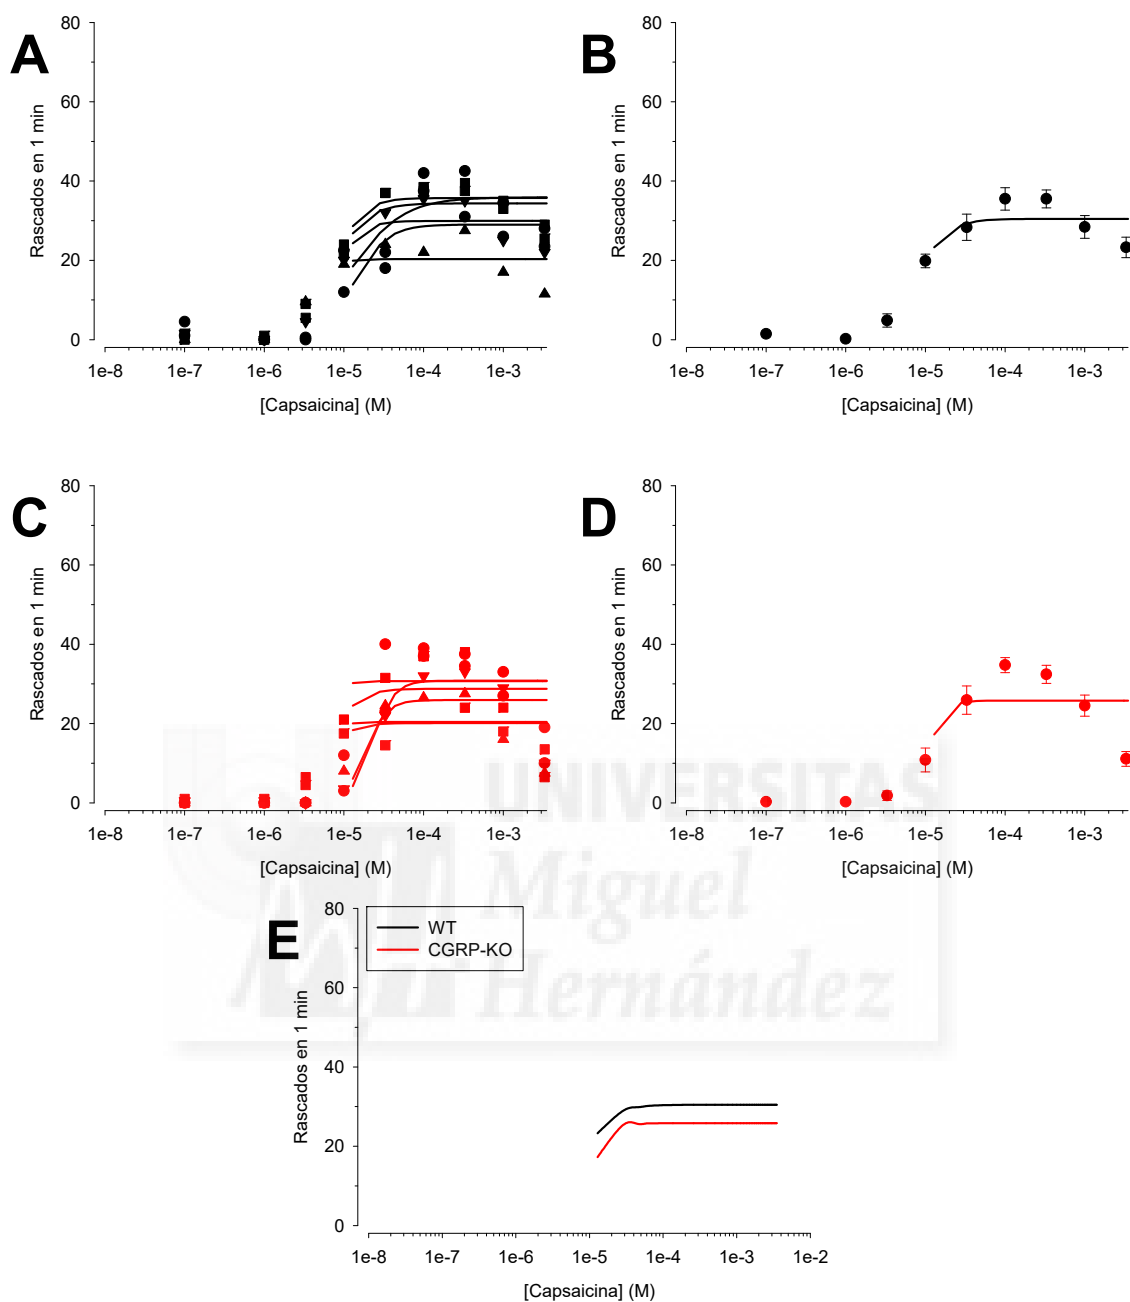 A
80
60
40
20
0
Rascados en 1 min
1e-8 1e-7 1e-6 1e-5 1e-4 1e-3
[Capsaicina] (M)
B
80
60
40
20
0
Rascados en 1 min
1e-8 1e-7 1e-6 1e-5 1e-4 1e-3
[Capsaicina] (M)
C
80
60
40
20
0
Rascados en 1 min
1e-8 1e-7 1e-6 1e-5 1e-4 1e-3
[Capsaicina] (M)
D
80
60
40
20
0
Rascados en 1 min
1e-8 1e-7 1e-6 1e-5 1e-4 1e-3
[Capsaicina] (M)
UNIVERSITAS
Miguel
Hernández
E
WT
CGRP-KO
80
60
40
20
0
Rascados en 1 min
1e-8 1e-7 1e-6 1e-5 1e-4 1e-3 1e-2
[Capsaicina] (M)